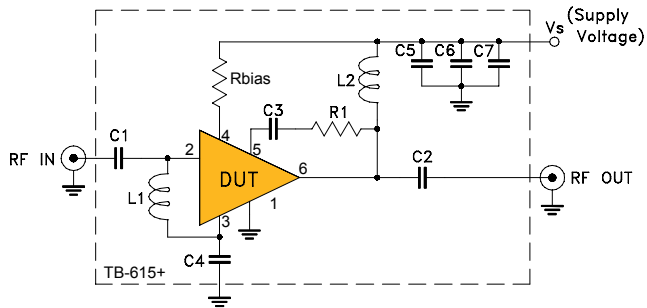 (Supply
Vs
Voltage)
C5 C6 C7
Rbias
L2
C3
R1
C1
4
5
RF IN
2
6
C2
DUT
RF OUT
L1
1
3
C4
TB-615+